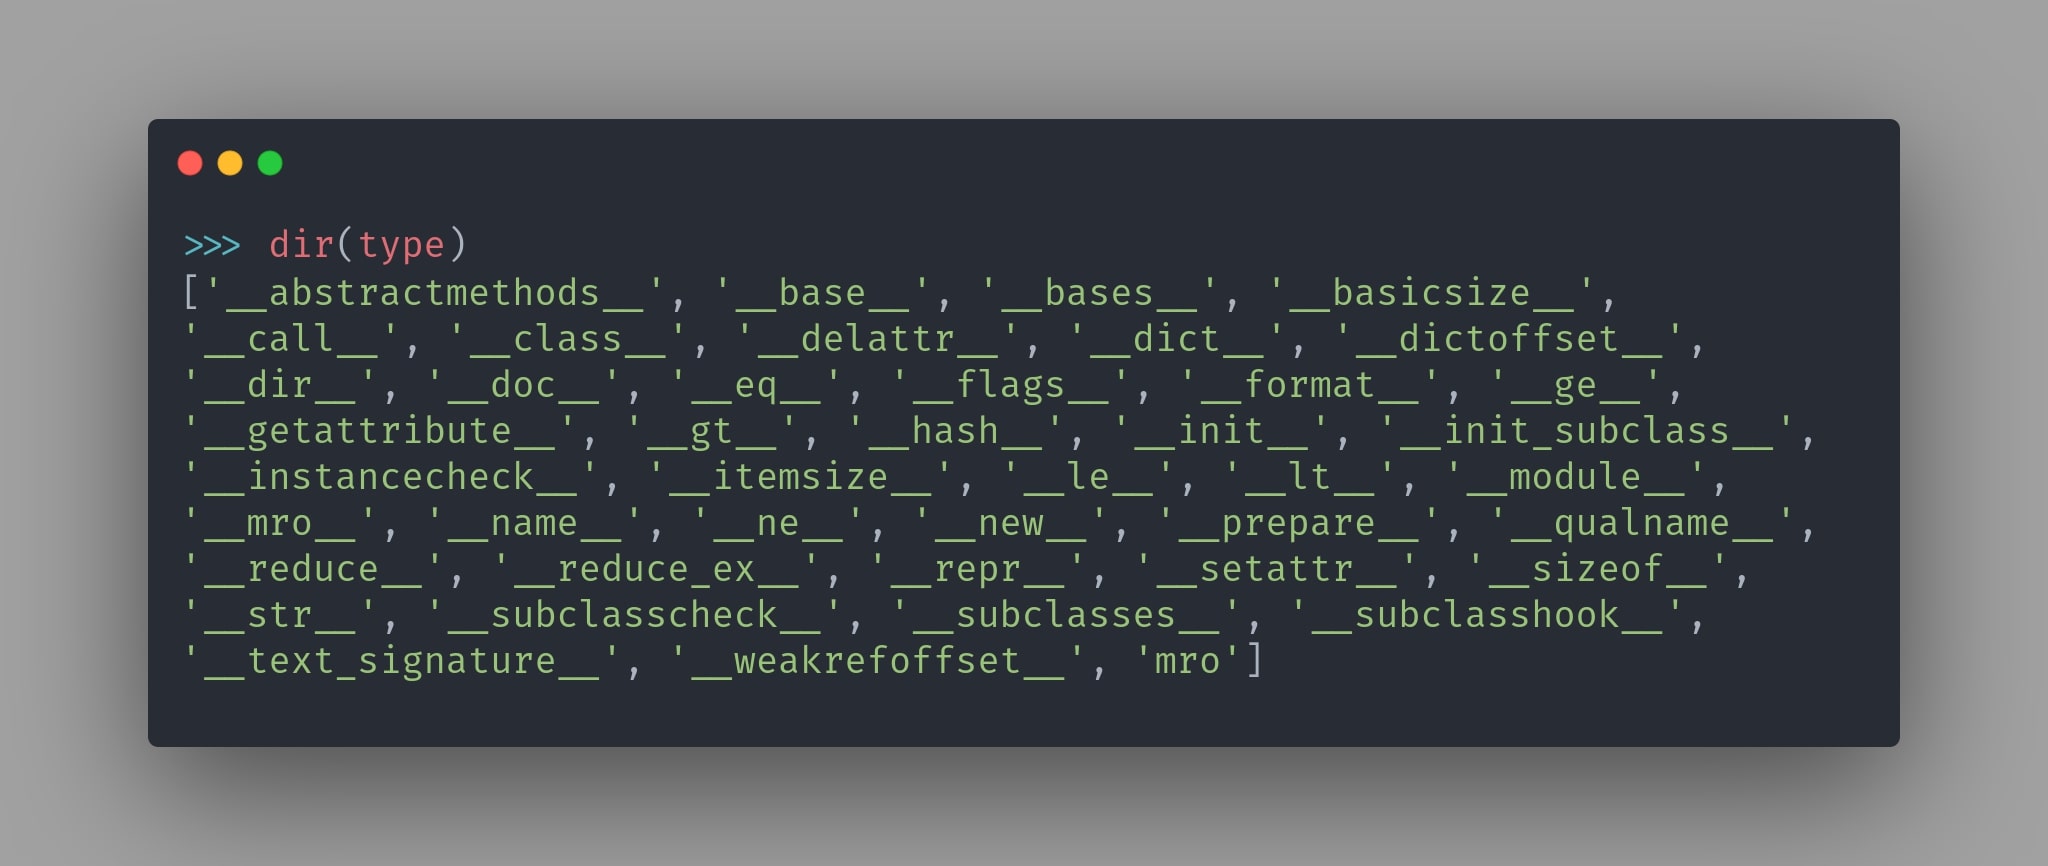 >>> dir(type)
['__abstractmethods__', '__base__', '__bases__', '__basicsize__',
'__call__', '__class__', '__delattr__', '__dict__', '__dictoffset__',
'__dir__', '__doc__', '__eq__', '__flags__', '__format__', '__ge__',
'__getattribute__', '__gt__', '__hash__', '__init__', '__init_subclass__',
'__instancecheck__', '__itemsize__', '__le__', '__lt__', '__module__',
'__mro__', '__name__', '__ne__', '__new__', '__prepare__', '__qualname__',
'__reduce__', '__reduce_ex__', '__repr__', '__setattr__', '__sizeof__',
'__str__', '__subclasscheck__', '__subclasses__', '__subclasshook__',
'__text_signature__', '__weakrefoffset__', 'mro']